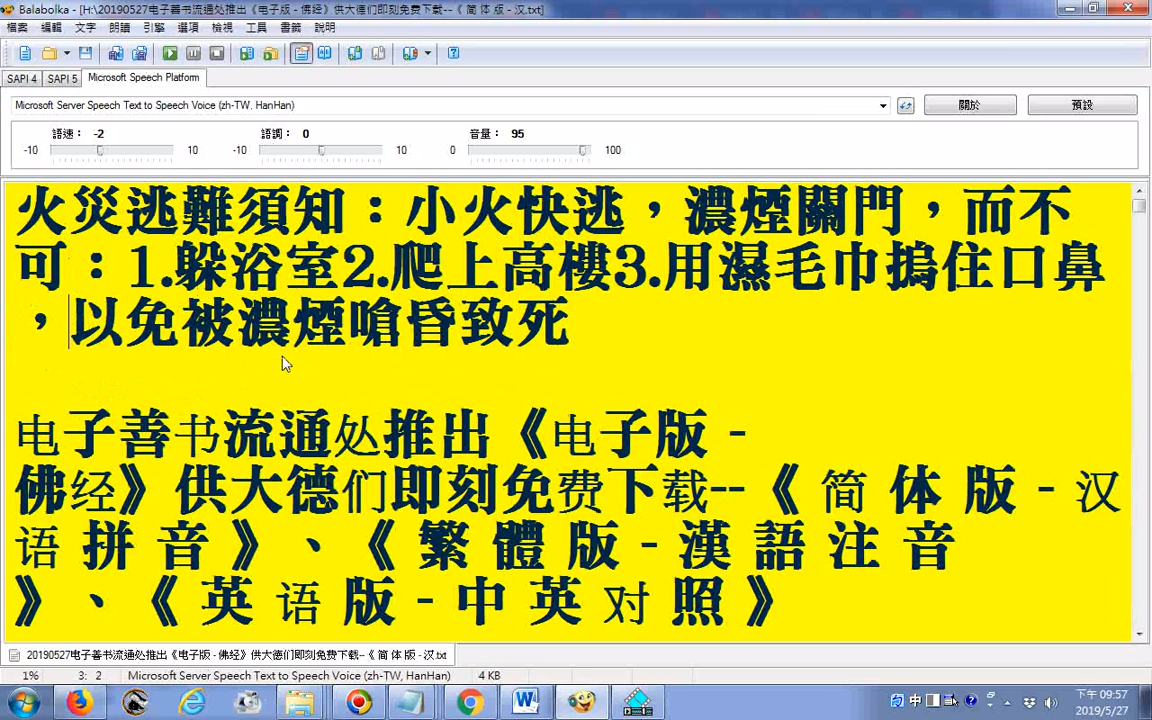 Balabolka - [H:\20190527电子善书流通处推出《电子版 - 佛经》供大德们即刻免费下载--《 简 体 版 - 汉.txt]
檔案 編輯 文字 朗讀 引擎 選項 檢視 工具 書籤 說明
SAPI 4 SAPI 5 Microsoft Speech Platform
Microsoft Server Speech Text to Speech Voice (zh-TW, HanHan) 關於 預設
語速： -2 語調： 0 音量： 95
-10 10 -10 10 0 100
火災逃難須知：小火快逃，濃煙關門，而不
可：1.躲浴室2.爬上高樓3.用濕毛巾摀住口鼻
，以免被濃煙嗆昏致死
电子善书流通处推出《电子版 -
佛经》供大德们即刻免费下载--《 简 体 版 - 汉
语 拼 音 》、《 繁 體 版 - 漢 語 注 音
》、《 英 语 版 - 中 英 对 照 》
20190527电子善书流通处推出《电子版 - 佛经》供大德们即刻免费下载--《 简 体 版 - 汉.txt
1% 3: 2 Microsoft Server Speech Text to Speech Voice (zh-TW, HanHan) 4 KB
中 下午 09:57
2019/5/27